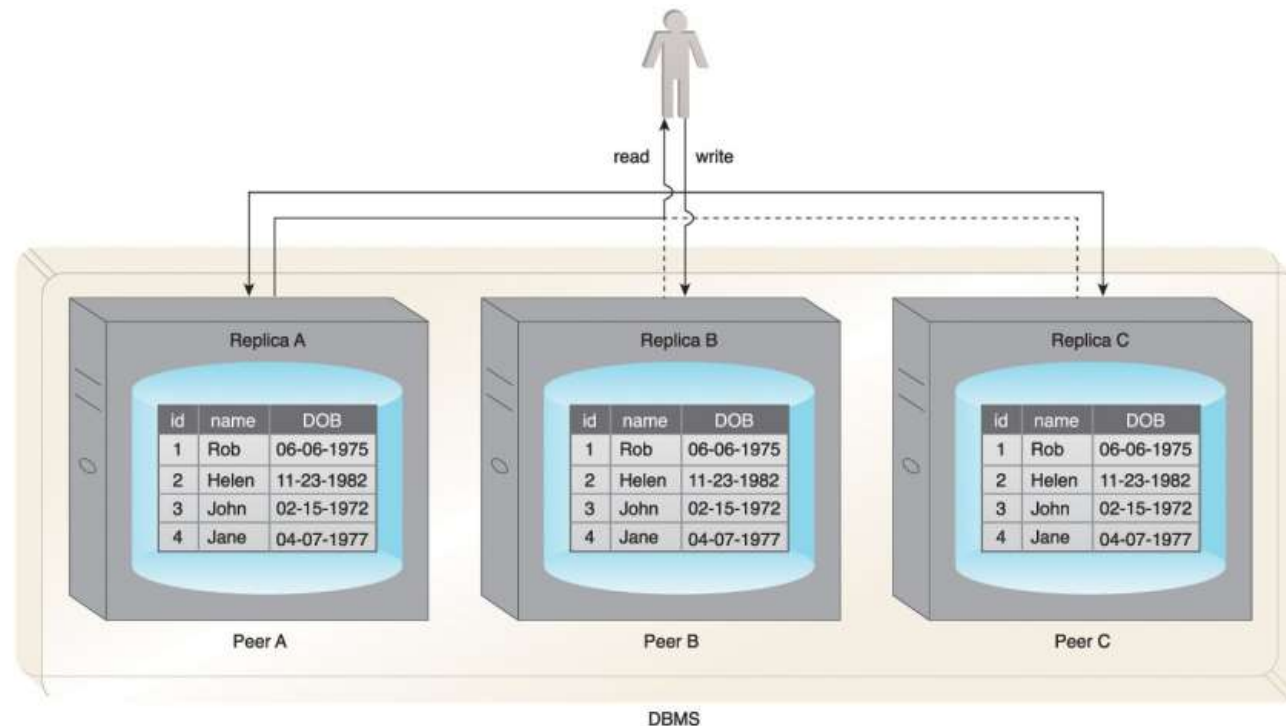 read write
Replica A Replica B Replica C
id name DOB id name DOB id name DOB
1 Rob 06-06-1975 1 Rob 06-06-1975 1 Rob 06-06-1975
2 Helen 11-23-1982 2 Helen 11-23-1982 2 Helen 11-23-1982
3 John 02-15-1972 3 John 02-15-1972 3 John 02-15-1972
4 Jane 04-07-1977 4 Jane 04-07-1977 4 Jane 04-07-1977
Peer A Peer B Peer C
DBMS